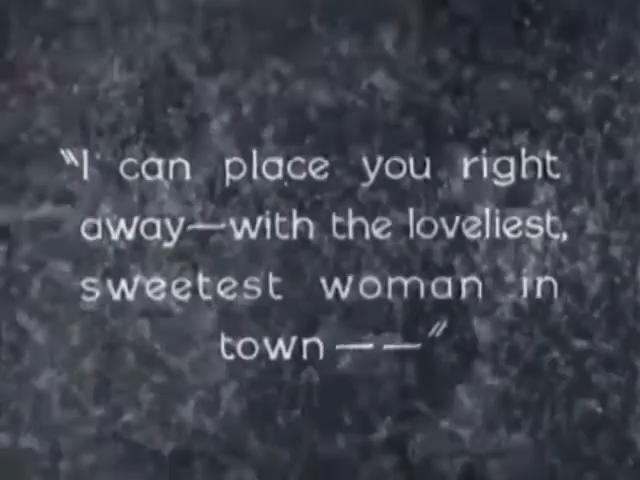 "I can place you right
away—with the loveliest,
sweetest woman in
town — —"